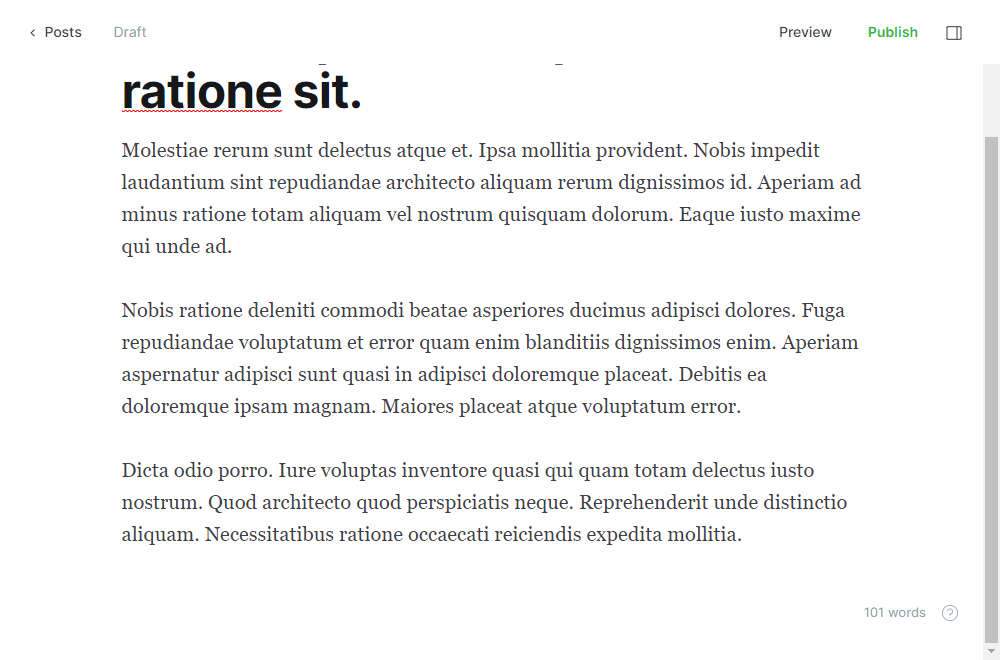 Posts Draft Preview Publish
ratione sit.
Molestiae rerum sunt delectus atque et. Ipsa mollitia provident. Nobis impedit
laudantium sint repudiandae architecto aliquam rerum dignissimos id. Aperiam ad
minus ratione totam aliquam vel nostrum quisquam dolorum. Eaque iusto maxime
qui unde ad.
Nobis ratione deleniti commodi beatae asperiores ducimus adipisci dolores. Fuga
repudiandae voluptatum et error quam enim blanditiis dignissimos enim. Aperiam
aspernatur adipisci sunt quasi in adipisci doloremque placeat. Debitis ea
doloremque ipsam magnam. Maiores placeat atque voluptatum error.
Dicta odio porro. Iure voluptas inventore quasi qui quam totam delectus iusto
nostrum. Quod architecto quod perspiciatis neque. Reprehenderit unde distinctio
aliquam. Necessitatibus ratione occaecati reiciendis expedita mollitia.
101 words ?